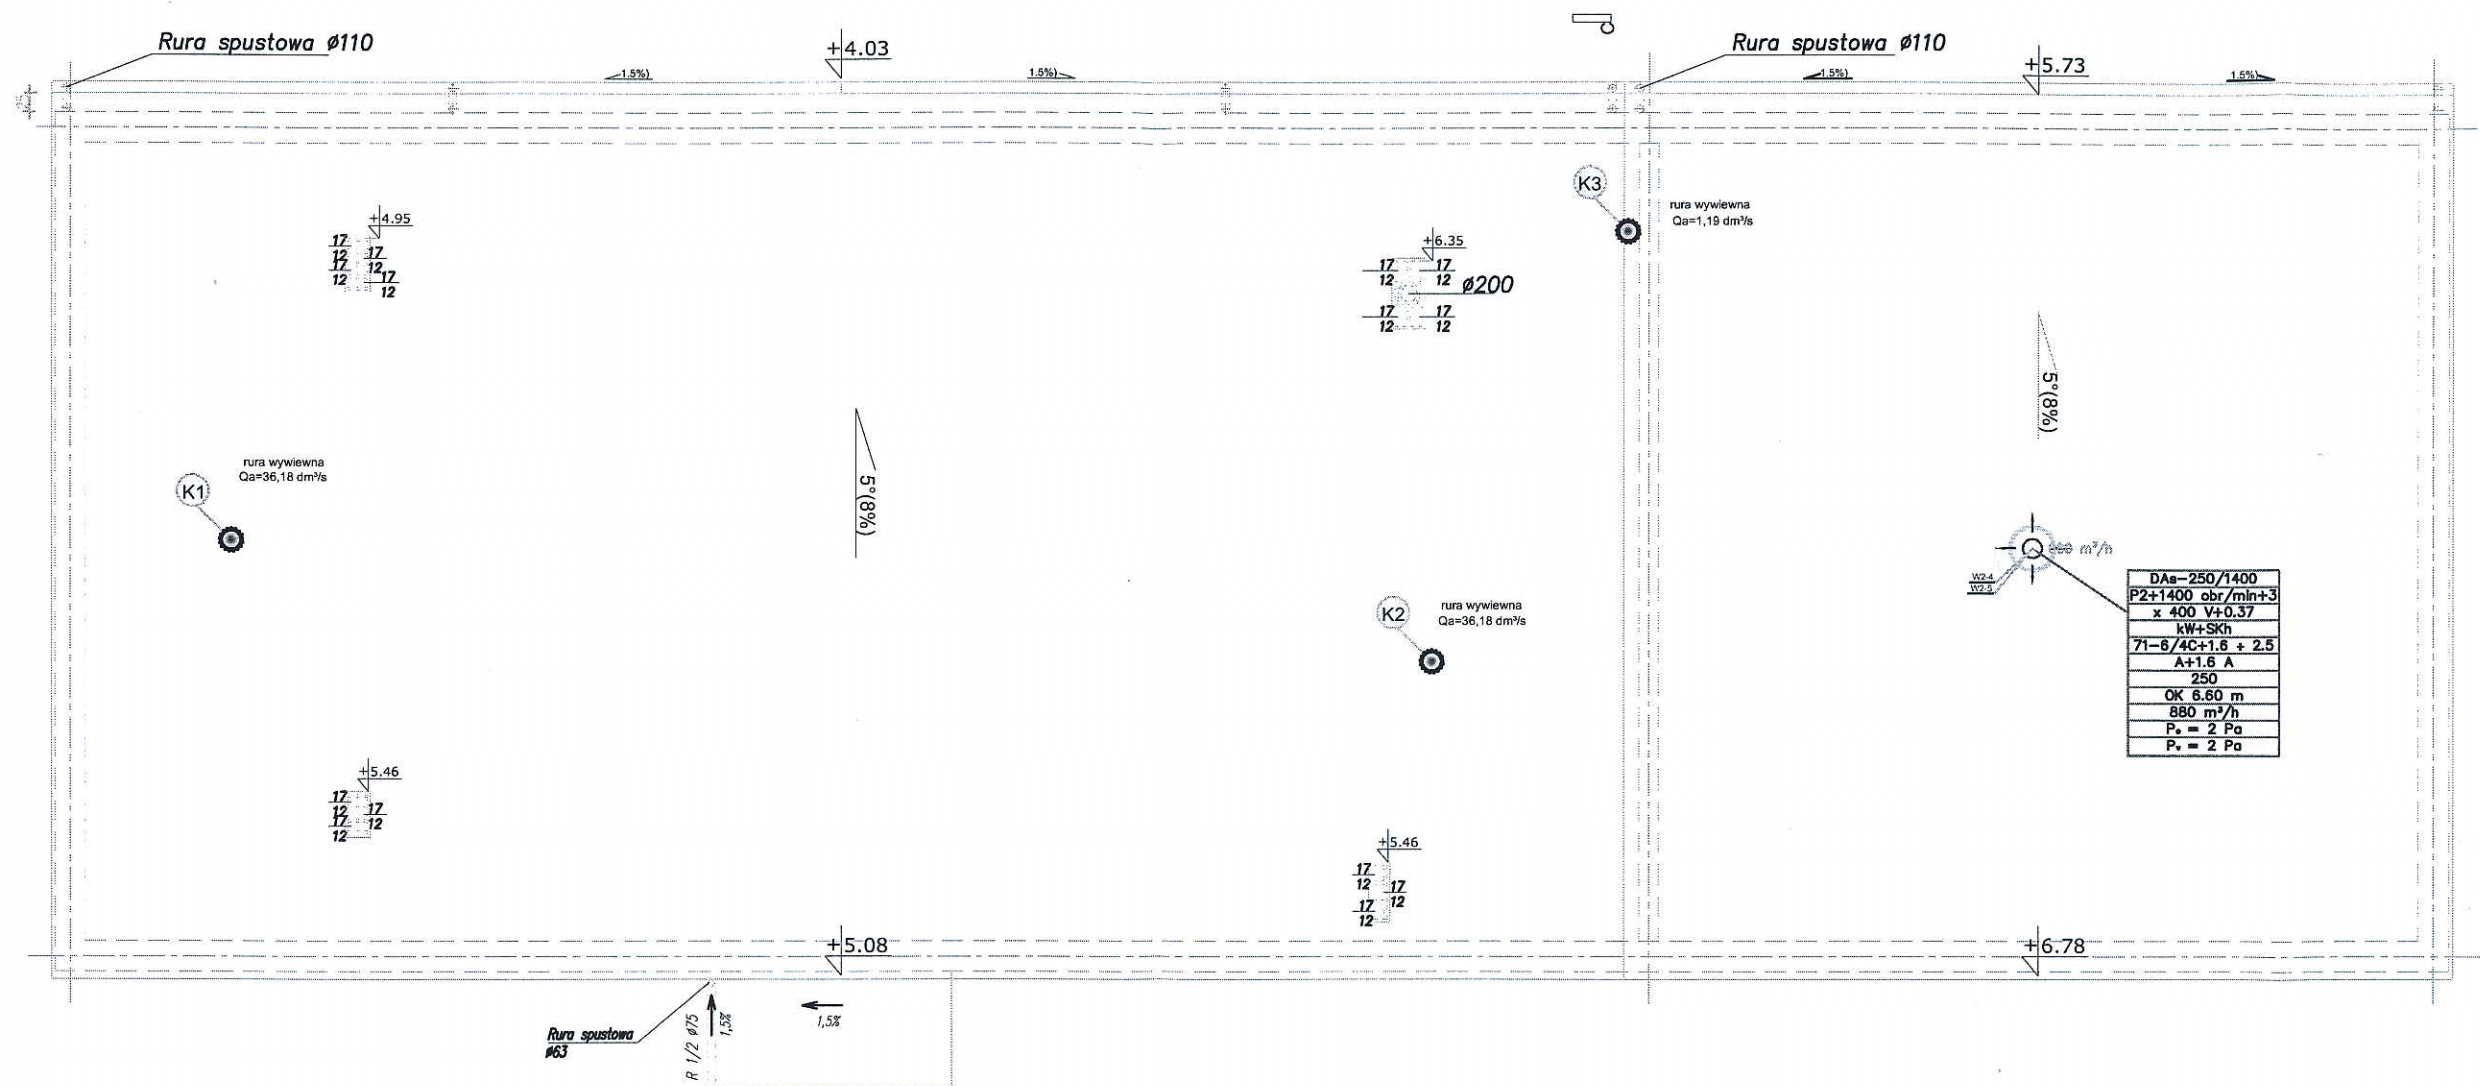 Rura spustowa ø110
+4.03
1.5%)
1.5%)
Rura spustowa ø110
1.5%)
+5.73
1.5%)
K3
rura wywiewna
Qa=1,19 dm³/s
+4.95
17
12
17
12
17
12
17
12
+6.35
17
12
17
12
ø200
17
12
17
12
5°(8%)
5°(8%)
rura wywiewna
Qa=36,18 dm³/s
K1
K2
rura wywiewna
Qa=36,18 dm³/s
m³/h
W2-4
W2-5
DAs-250/1400
P2+1400 obr/min+3
x 400 V+0.37
kW+SKh
71-6/4C+1.6 + 2.5
A+1.6 A
250
OK 6.60 m
880 m³/h
P = 2 Pa
P = 2 Pa
+5.46
17
12
17
12
17
12
+5.46
17
12
17
12
17
12
+5.08
+6.78
Rura spustowa
ø63
R 1/2 ø75
1,5%
1,5%